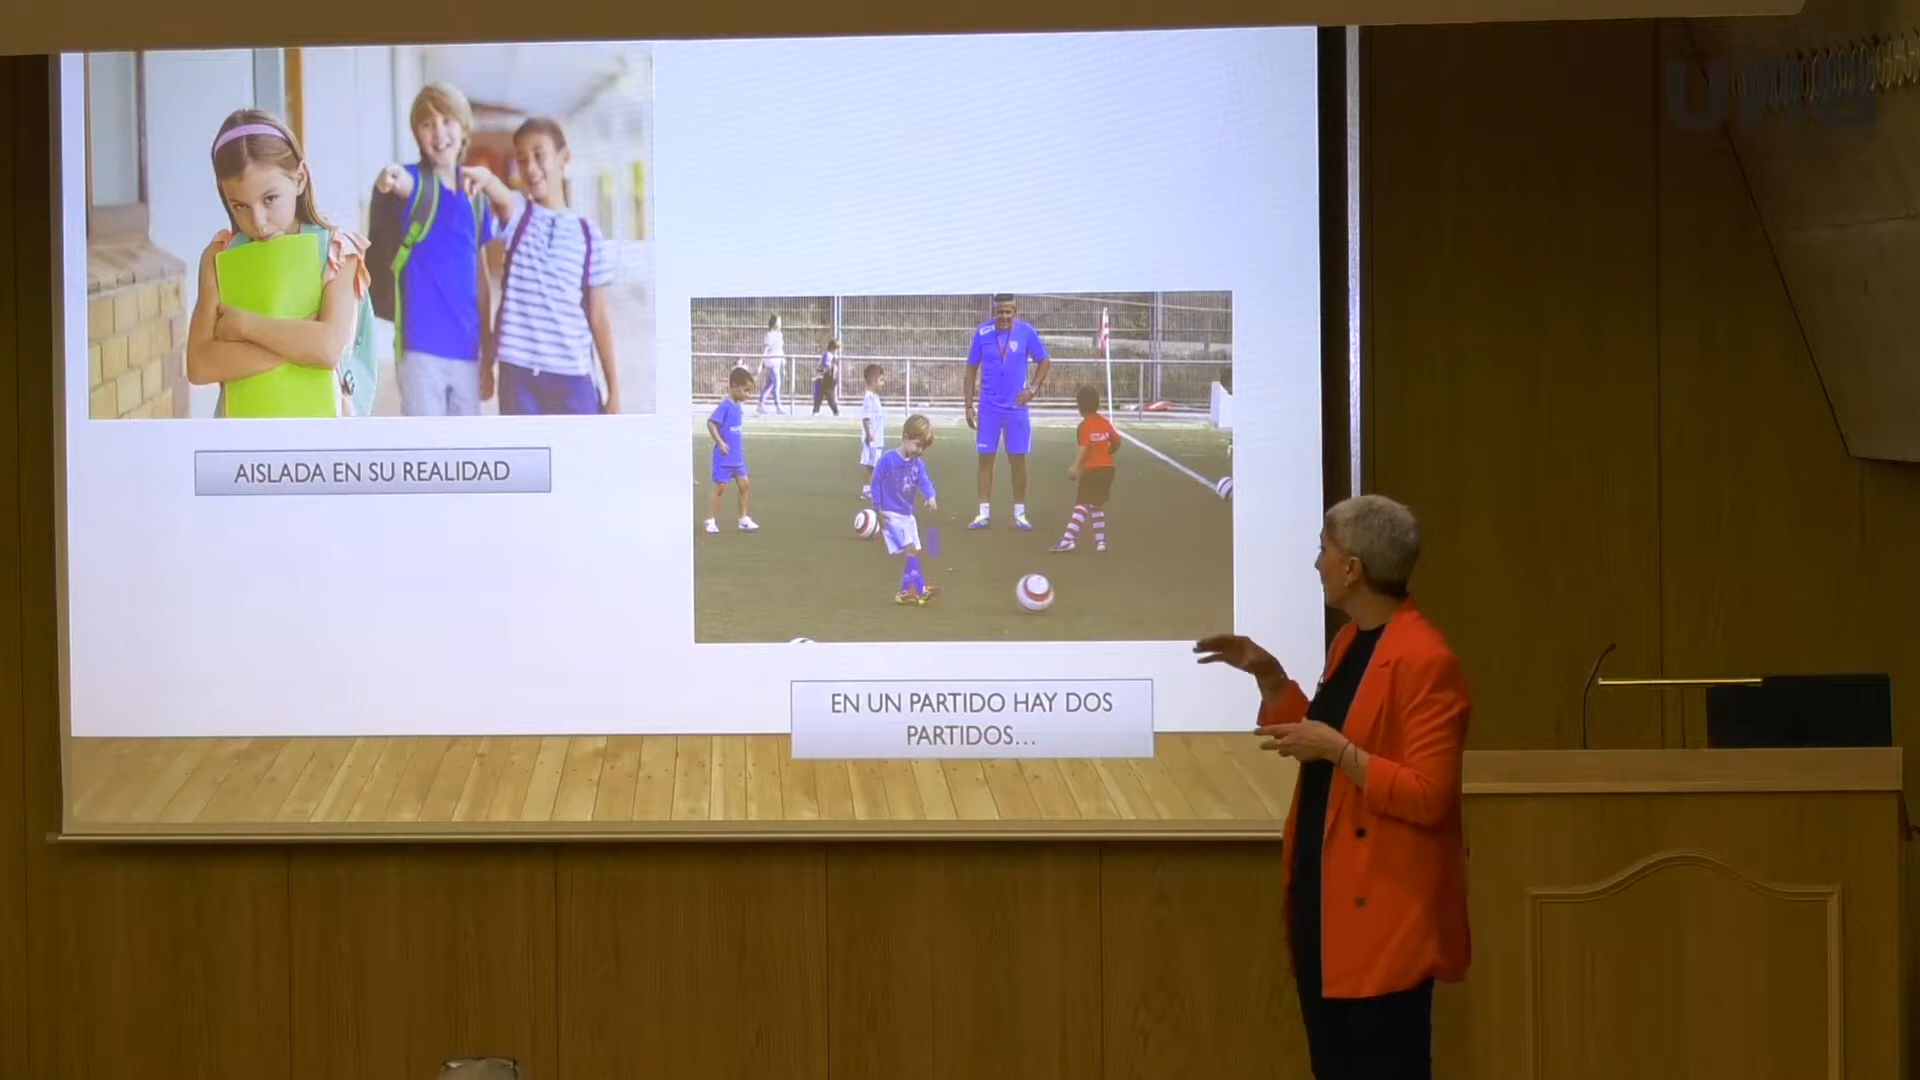 AISLADA EN SU REALIDAD
EN UN PARTIDO HAY DOS
PARTIDOS...